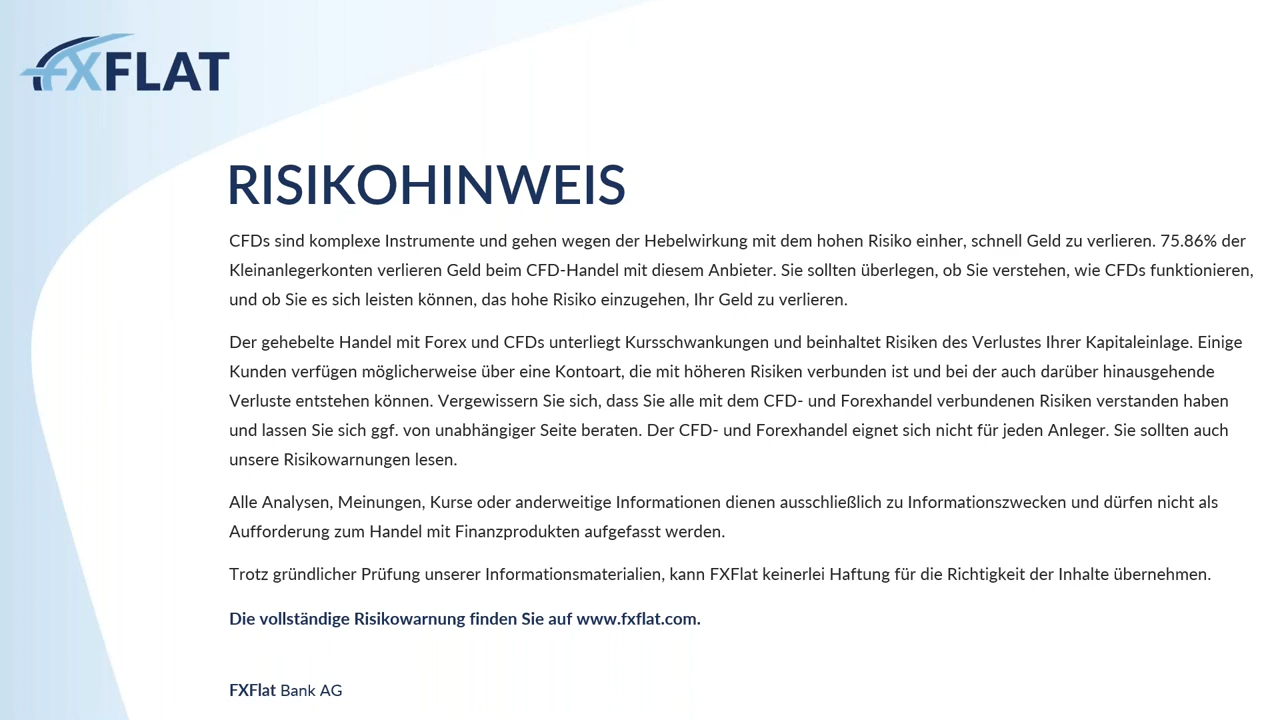 FXFLAT
RISIKOHINWEIS
CFDs sind komplexe Instrumente und gehen wegen der Hebelwirkung mit dem hohen Risiko einher, schnell Geld zu verlieren. 75.86% der
Kleinanlegerkonten verlieren Geld beim CFD-Handel mit diesem Anbieter. Sie sollten überlegen, ob Sie verstehen, wie CFDs funktionieren,
und ob Sie es sich leisten können, das hohe Risiko einzugehen, Ihr Geld zu verlieren.
Der gehebelte Handel mit Forex und CFDs unterliegt Kursschwankungen und beinhaltet Risiken des Verlustes Ihrer Kapitaleinlage. Einige
Kunden verfügen möglicherweise über eine Kontoart, die mit höheren Risiken verbunden ist und bei der auch darüber hinausgehende
Verluste entstehen können. Vergewissern Sie sich, dass Sie alle mit dem CFD- und Forexhandel verbundenen Risiken verstanden haben
und lassen Sie sich ggf. von unabhängiger Seite beraten. Der CFD- und Forexhandel eignet sich nicht für jeden Anleger. Sie sollten auch
unsere Risikowarnungen lesen.
Alle Analysen, Meinungen, Kurse oder anderweitige Informationen dienen ausschließlich zu Informationszwecken und dürfen nicht als
Aufforderung zum Handel mit Finanzprodukten aufgefasst werden.
Trotz gründlicher Prüfung unserer Informationsmaterialien, kann FXFlat keinerlei Haftung für die Richtigkeit der Inhalte übernehmen.
Die vollständige Risikowarnung finden Sie auf www.fxflat.com.
FXFlat Bank AG